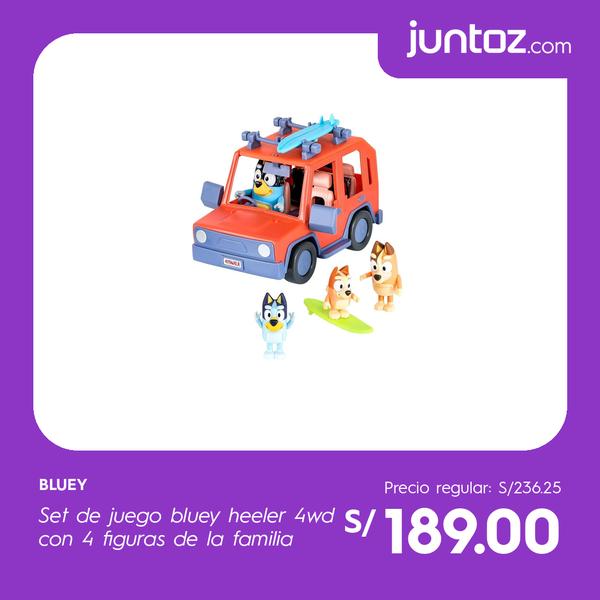 juntoz.com
BLUEY
Set de juego bluey heeler 4wd
con 4 figuras de la familia
Precio regular: S/236.25
S/189.00